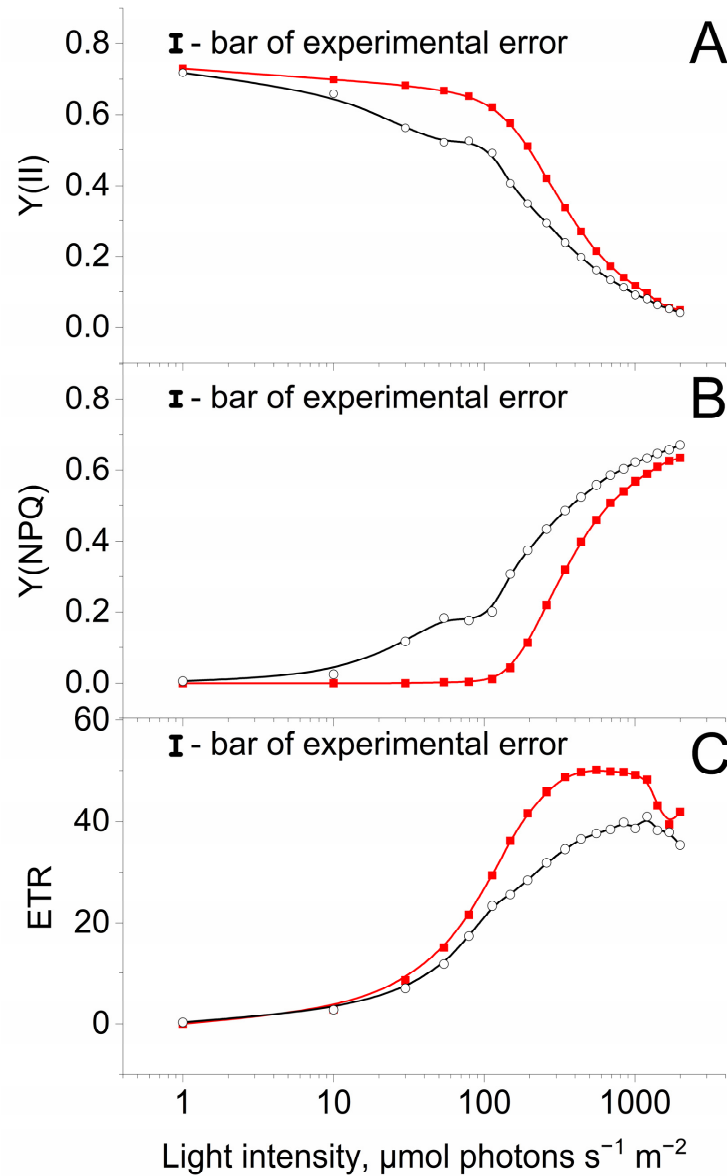 I - bar of experimental error
A
0.8
0.6
0.4
0.2
0.0
Y(II)
I - bar of experimental error
B
0.8
0.6
0.4
0.2
0.0
Y(NPQ)
I - bar of experimental error
C
60
40
20
0
ETR
1 10 100 1000
Light intensity, μmol photons s⁻¹ m⁻²